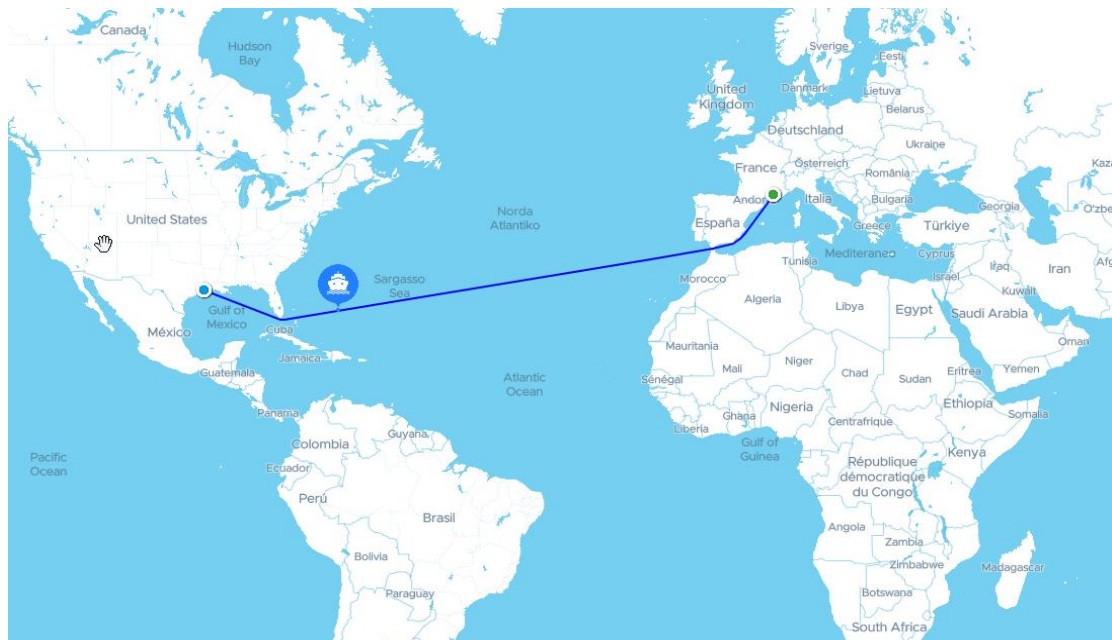 Canada
Hudson
Bay
Sverige
Eesti
United
Kingdom
Danmark
Lietuva
Belarus
Deutschland
Ukraine
France
Österreich
România
Kaza
Andor
Italia
Bulgaria
Georgia
O'zbe
United States
Norda
Atlantiko
España
Greece
Türkiye
Mediterraneo
Cyprus
Tunisia
Afg
Iraq
Iran
Israel
Morocco
Kuwait
Sargasso
Sea
Algeria
Libya
Egypt
Saudi Arabia
Gulf of
Mexico
México
Cuba
Oman
Jamaica
Mauritania
Mali
Niger
Chad
Sudan
Eritrea
Yemen
Guatemala
Atlantic
Ocean
Sénégal
Panama
Ghana
Nigeria
Ethiopia
Somalia
Liberia
Centrafrique
Guyana
Colombia
Gulf of
Guinea
Kenya
Pacific
Ocean
Ecuador
République
démocratique
du Congo
Perú
Brasil
Angola
Zambia
Bolivia
Zimbabwe
Madagascar
Paraguay
Botswana
South Africa